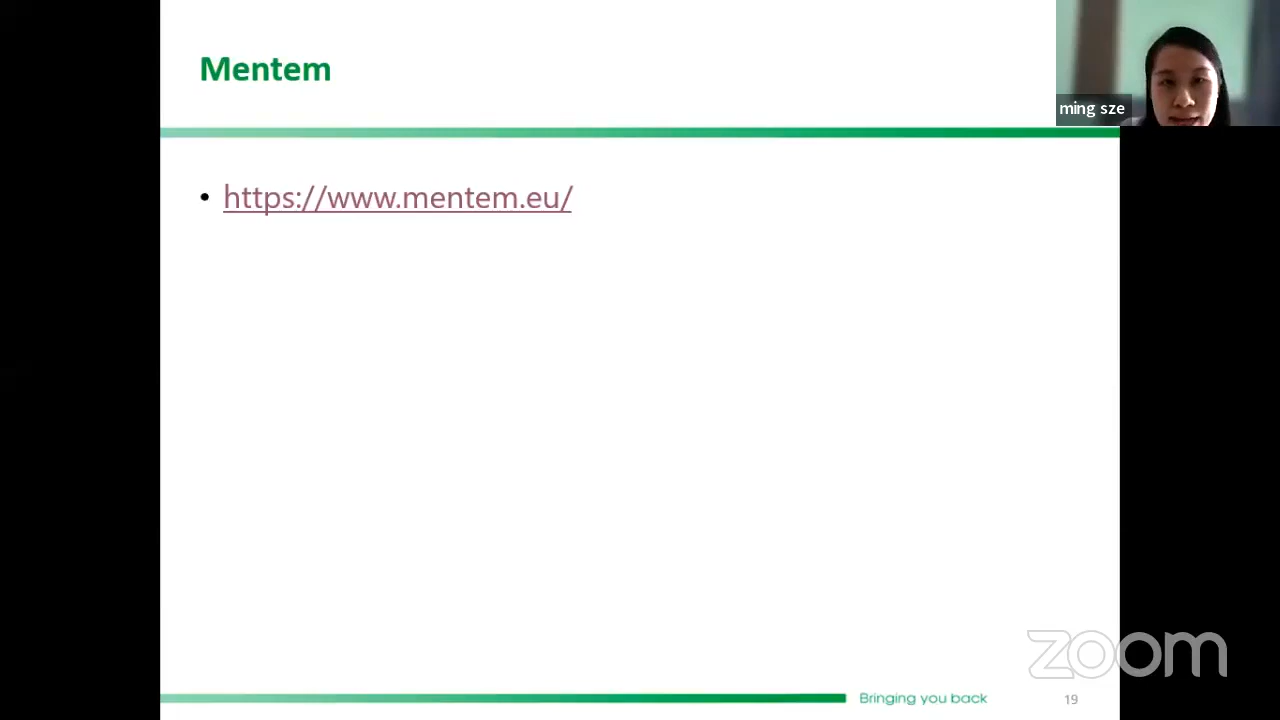 Mentem
ming sze
• https://www.mentem.eu/
zoom
Bringing you back
19